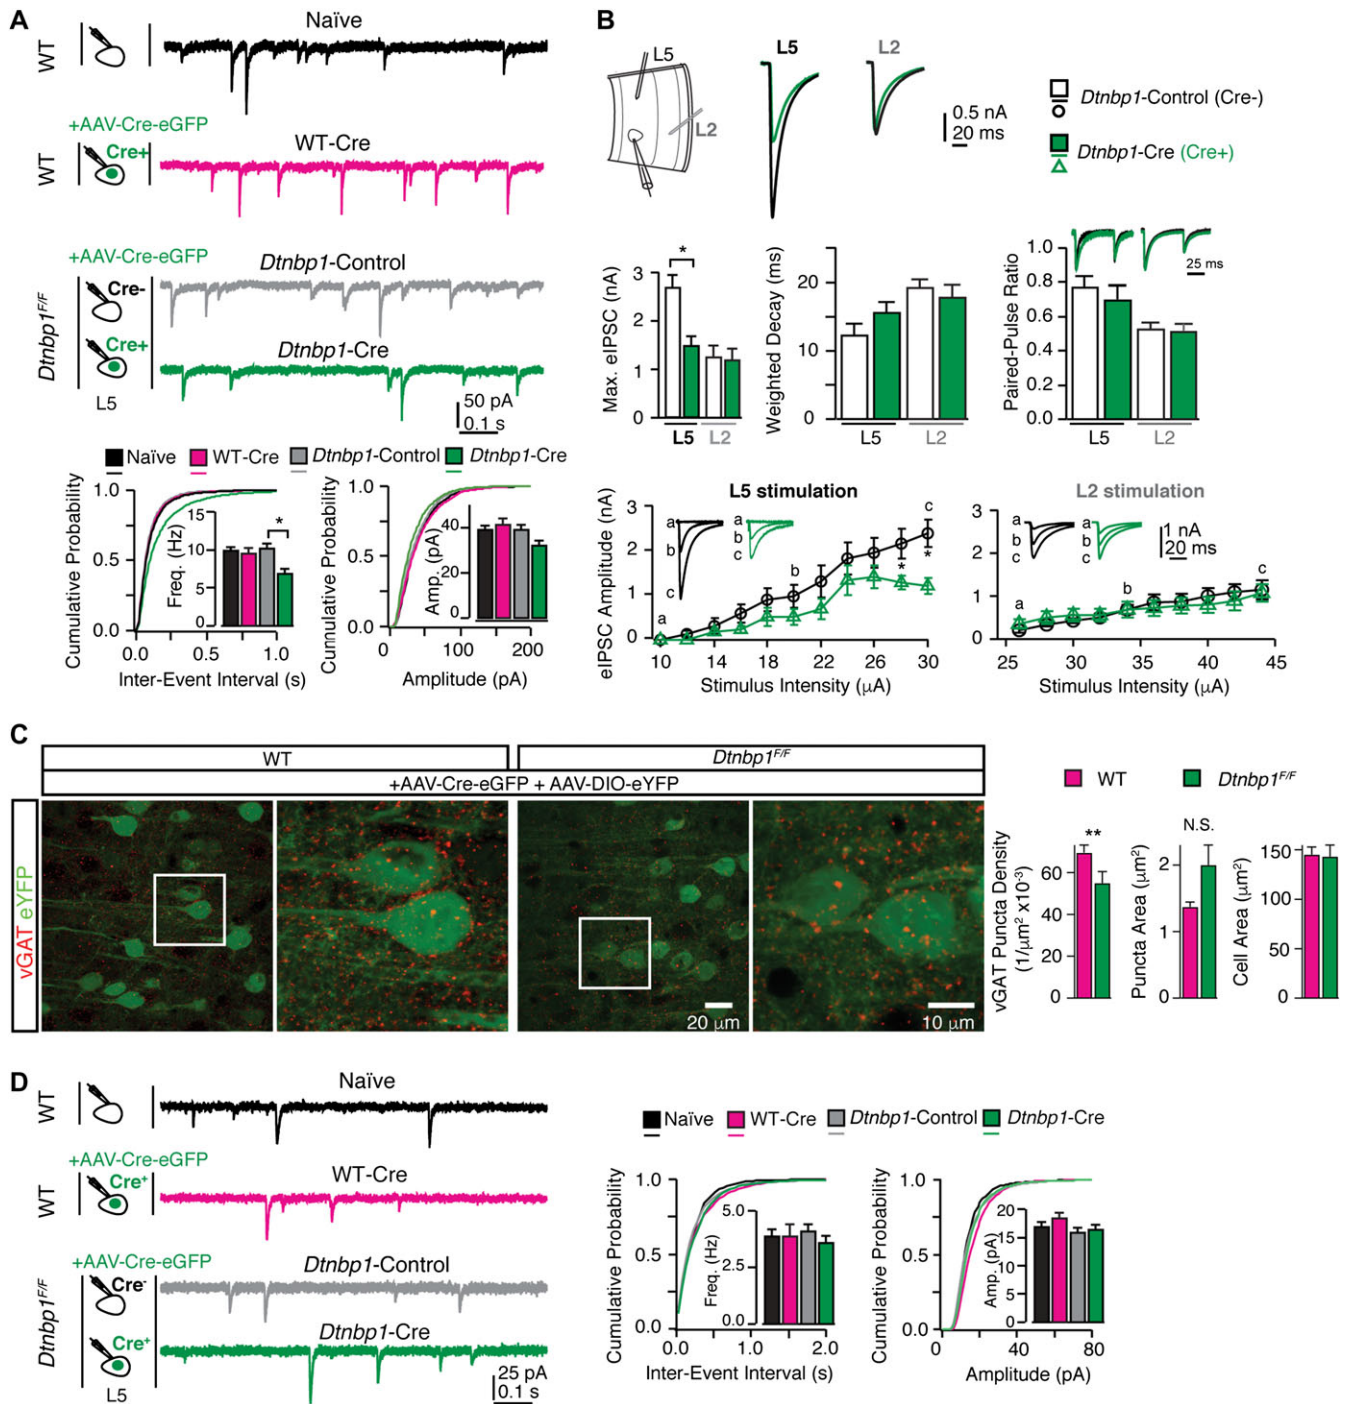 A
WT
Naïve
+AAV-Cre-eGFP
WT
Cre+
WT-Cre
+AAV-Cre-eGFP
Dtnbp1F/F
Cre-
Dtnbp1-Control
Cre+
Dtnbp1-Cre
L5
50 pA
0.1 s
Naïve
WT-Cre
Dtnbp1-Control
Dtnbp1-Cre
Cumulative Probability
1.0
0.5
0.0
0.0
0.5
1.0
Inter-Event Interval (s)
Freq. (Hz)
15
10
5
0
*
Cumulative Probability
1.0
0.5
0.0
0
100
200
Amplitude (pA)
Amp. (pA)
40
20
0
B
L5
L2
L5
L2
0.5 nA
20 ms
Dtnbp1-Control (Cre-)
Dtnbp1-Cre (Cre+)
Max. eIPSC (nA)
3
2
1
0
*
L5
L2
Weighted Decay (ms)
20
10
0
L5
L2
Paired-Pulse Ratio
1.0
0.8
0.6
0.4
0.2
0.0
25 ms
L5
L2
L5 stimulation
eIPSC Amplitude (nA)
3
2
1
0
a
b
c
a
b
c
a
b
c
*
*
10
14
18
22
26
30
Stimulus Intensity (μA)
L2 stimulation
3
2
1
0
a
b
c
a
b
c
1 nA
20 ms
a
b
c
26
30
35
40
45
Stimulus Intensity (μA)
C
WT
Dtnbp1F/F
+AAV-Cre-eGFP + AAV-DIO-eYFP
vGAT eYFP
20 μm
10 μm
WT
Dtnbp1F/F
vGAT Puncta Density
(1/μm2 x10-3)
60
40
20
0
**
Puncta Area (μm2)
2
1
0
N.S.
Cell Area (μm2)
150
100
50
0
D
WT
Naïve
+AAV-Cre-eGFP
WT
Cre+
WT-Cre
+AAV-Cre-eGFP
Dtnbp1F/F
Cre-
Dtnbp1-Control
Cre+
Dtnbp1-Cre
L5
25 pA
0.1 s
Naïve
WT-Cre
Dtnbp1-Control
Dtnbp1-Cre
Cumulative Probability
1.0
0.5
0.0
0.0
1.0
2.0
Inter-Event Interval (s)
Freq. (Hz)
5.0
2.5
0.0
Cumulative Probability
1.0
0.5
0.0
0
40
80
Amplitude (pA)
Amp. (pA)
20
15
10
5
0